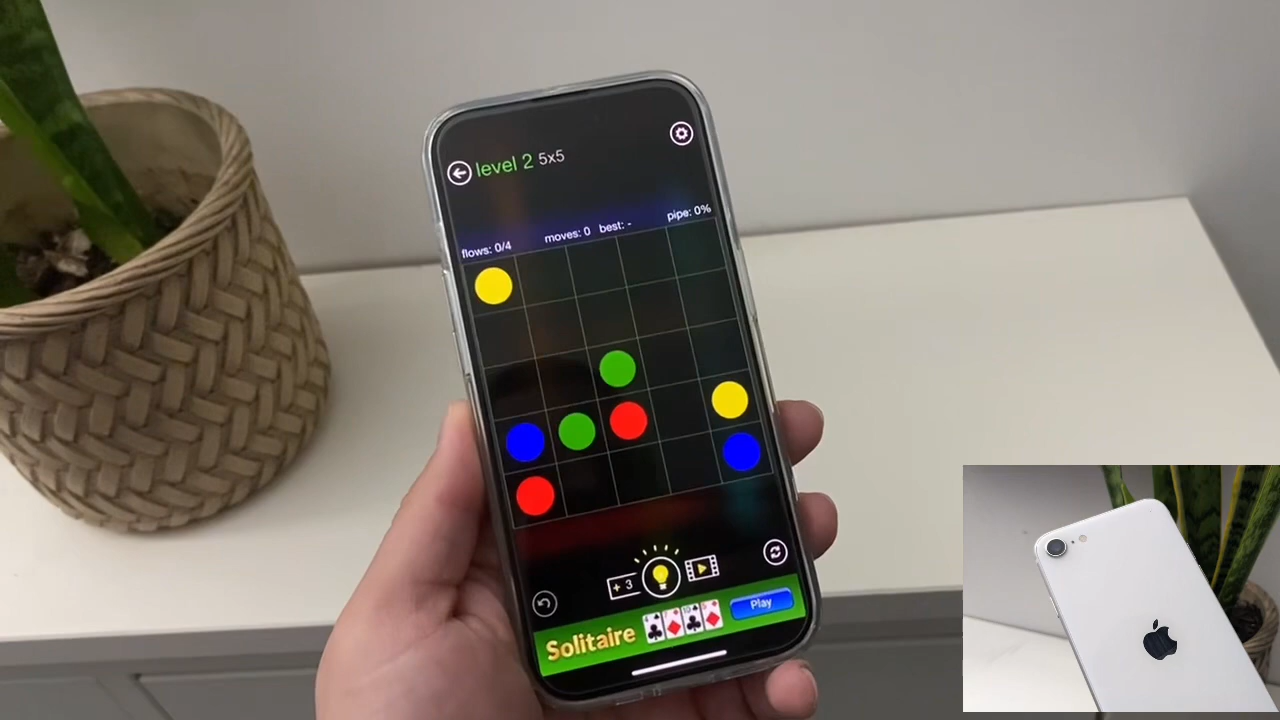 level 2 5x5
flows: 0/4 moves: 0 best: - pipe: 0%
+ 3
Solitaire Play